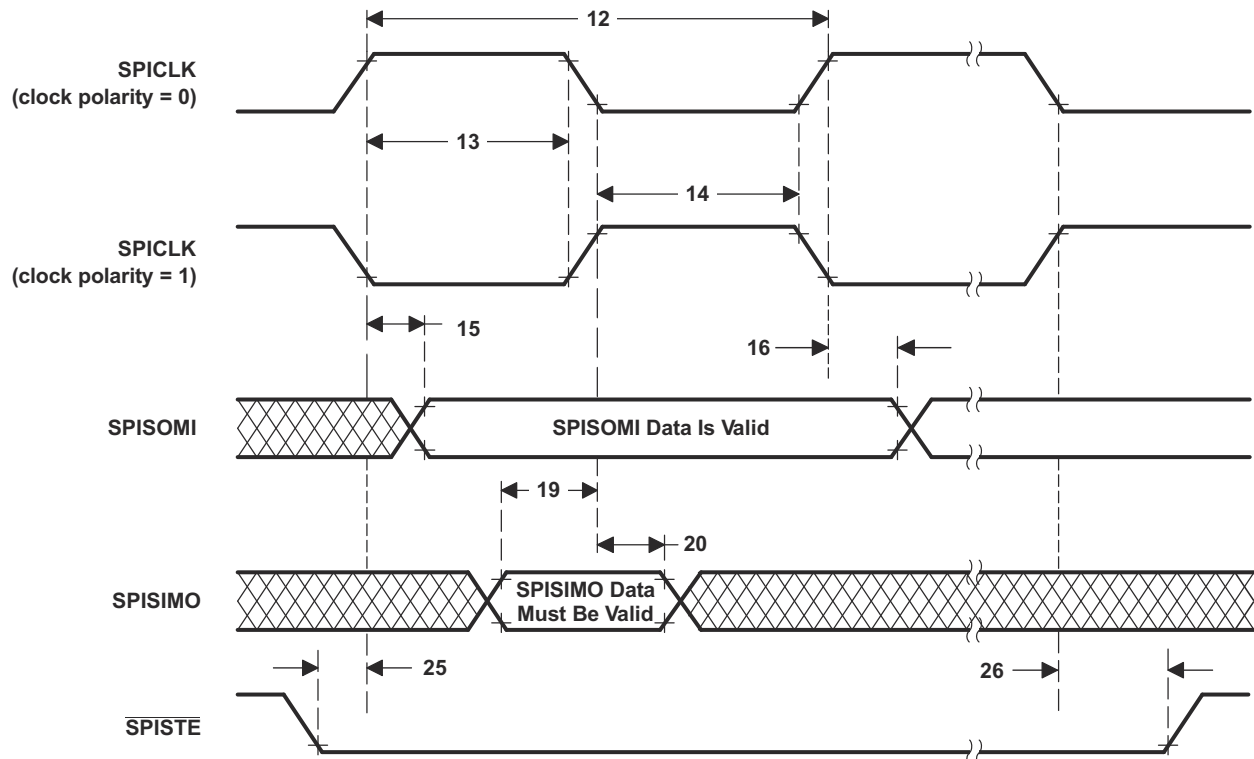 12
SPICLK
(clock polarity = 0)
13
14
SPICLK
(clock polarity = 1)
15
16
SPISOMI
SPISOMI Data Is Valid
19
20
SPISIMO
SPISIMO Data
Must Be Valid
25
26
SPISTE